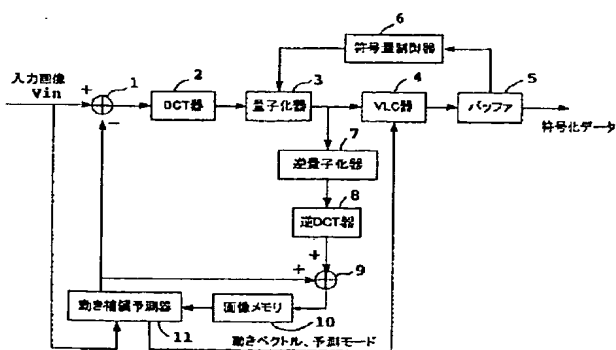 6
符号量制御器
入力画像
Vin
+
1
2
3
4
5
DCT器
量子化器
VLC器
バッファ
−
符号化データ
7
逆量子化器
8
逆DCT器
+
+
9
動き補償予測器
画像メモリ
11
10
動きベクトル、予測モード